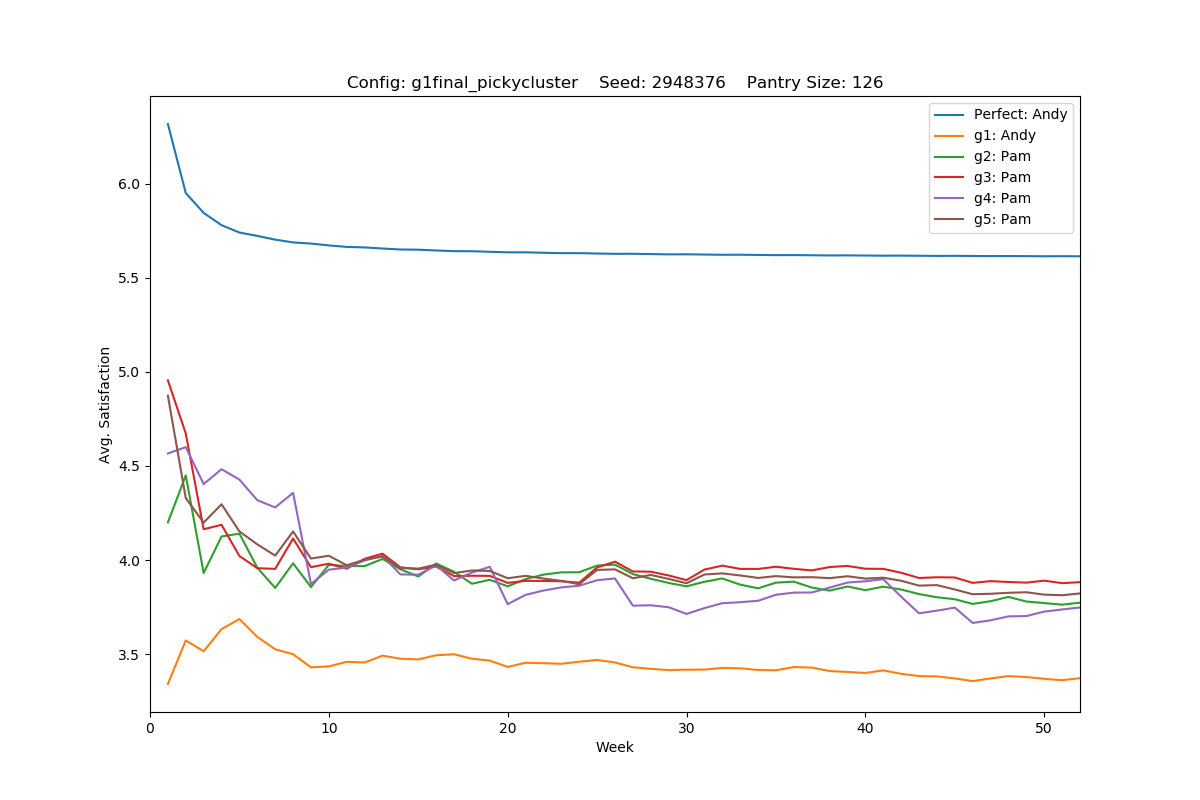 Config: g1final_pickycluster    Seed: 2948376    Pantry Size: 126
Perfect: Andy
g1: Andy
g2: Pam
g3: Pam
g4: Pam
g5: Pam
Avg. Satisfaction
6.0
5.5
5.0
4.5
4.0
3.5
0 10 20 30 40 50
Week